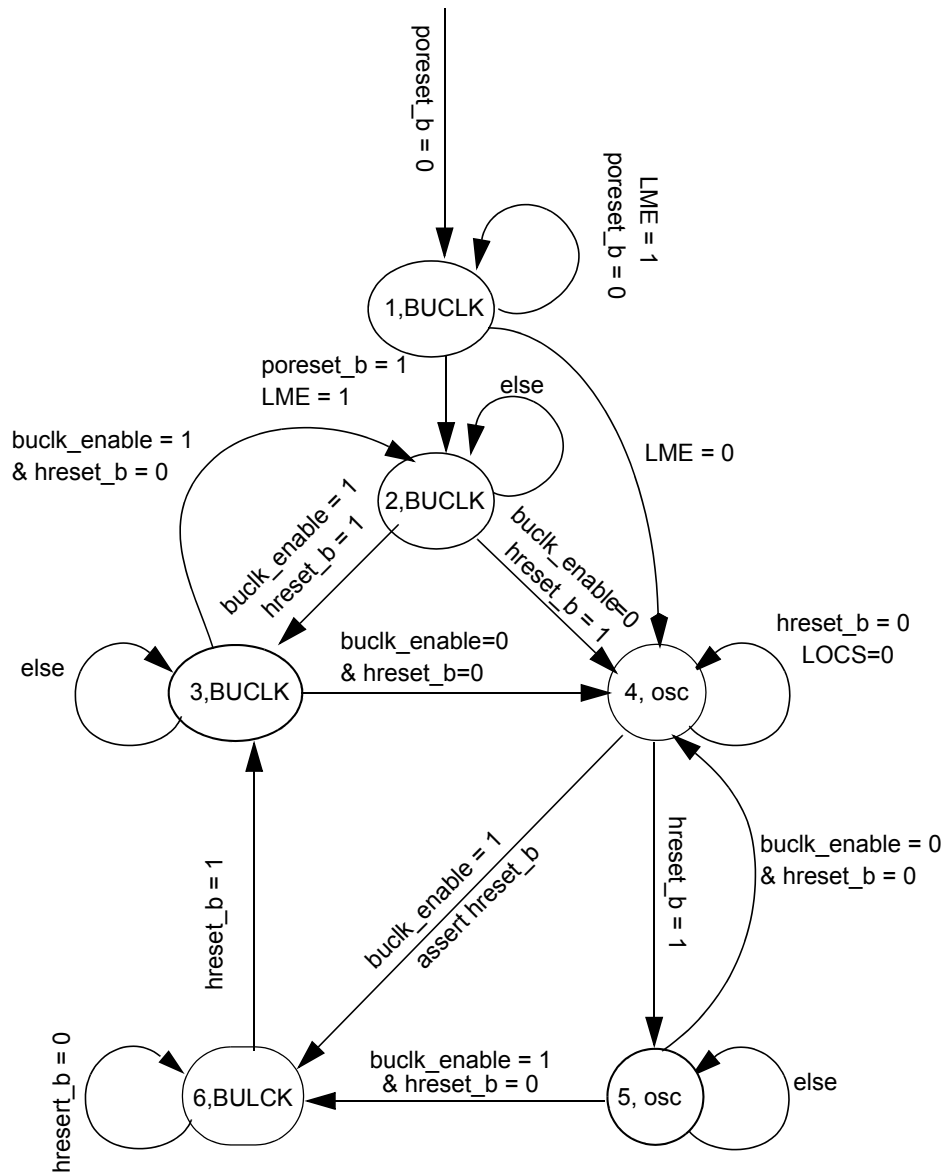 poreset_b = 0
LME = 1
poreset_b = 0
1,BUCLK
poreset_b = 1
LME = 1
else
buclk_enable = 1
& hreset_b = 0
LME = 0
2,BUCLK
buclk_enable = 1
hreset_b = 1
buclk_enable=0
hreset_b = 1
hreset_b = 0
LOCS=0
else
buclk_enable=0
& hreset_b=0
3,BUCLK
4, osc
buclk_enable = 0
& hreset_b = 0
hreset_b = 1
buclk_enable = 1
assert hreset_b
hreset_b = 1
hresert_b = 0
buclk_enable = 1
& hreset_b = 0
else
6,BULCK
5, osc